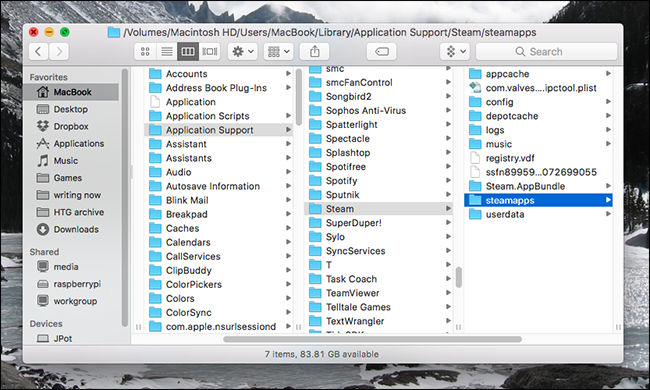 /Volumes/Macintosh HD/Users/MacBook/Library/Application Support/Steam/steamapps
Search
Favorites
MacBook
Desktop
Dropbox
Applications
Music
Games
writing now
HTG archive
Downloads
Shared
media
raspberrypi
workgroup
Devices
JPot
Accounts
Address Book Plug-Ins
Application
Application Scripts
Application Support
Assistant
Assistants
Audio
Autosave Information
Blink Mail
Breakpad
Caches
Calendars
CallServices
ClipBuddy
ColorPickers
Colors
ColorSync
com.apple.nsurlsessiond
smc
smcFanControl
Songbird2
Sophos Anti-Virus
Spatterlight
Spectacle
Splashtop
Spotifree
Spotify
Sputnik
Steam
SuperDuper!
Sylo
SyncServices
T
Task Coach
TeamViewer
Telltale Games
TextWrangler
appcache
com.valves....ipctool.plist
config
depotcache
logs
music
registry.vdf
ssfn89959...072699055
Steam.AppBundle
steamapps
userdata
7 items, 83.81 GB available